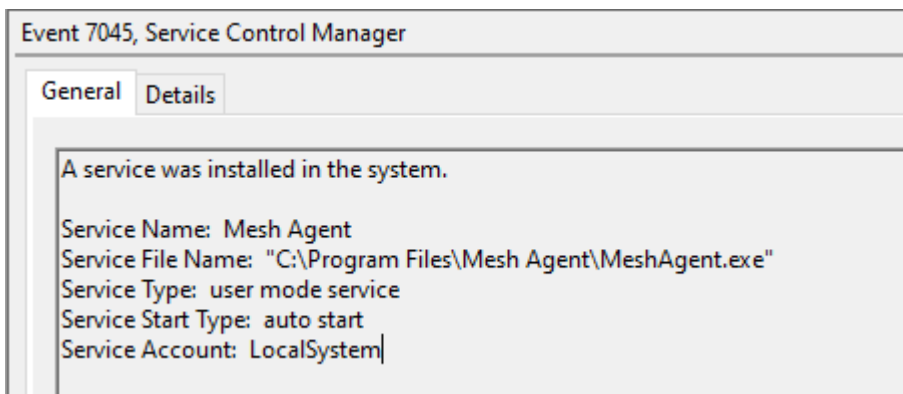 Event 7045, Service Control Manager
General Details
A service was installed in the system.
Service Name:  Mesh Agent
Service File Name:  "C:\Program Files\Mesh Agent\MeshAgent.exe"
Service Type:  user mode service
Service Start Type:  auto start
Service Account:  LocalSystem